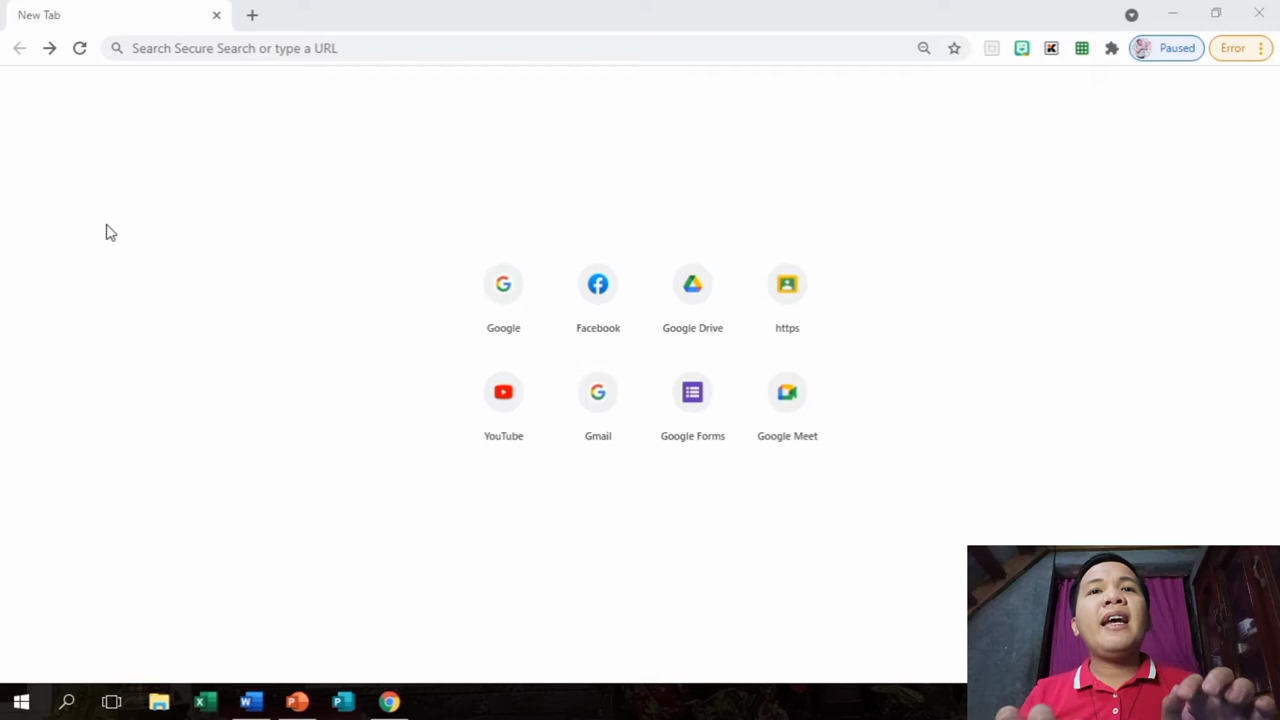 New Tab
Search Secure Search or type a URL
Paused
Error
Google
Facebook
Google Drive
https
YouTube
Gmail
Google Forms
Google Meet